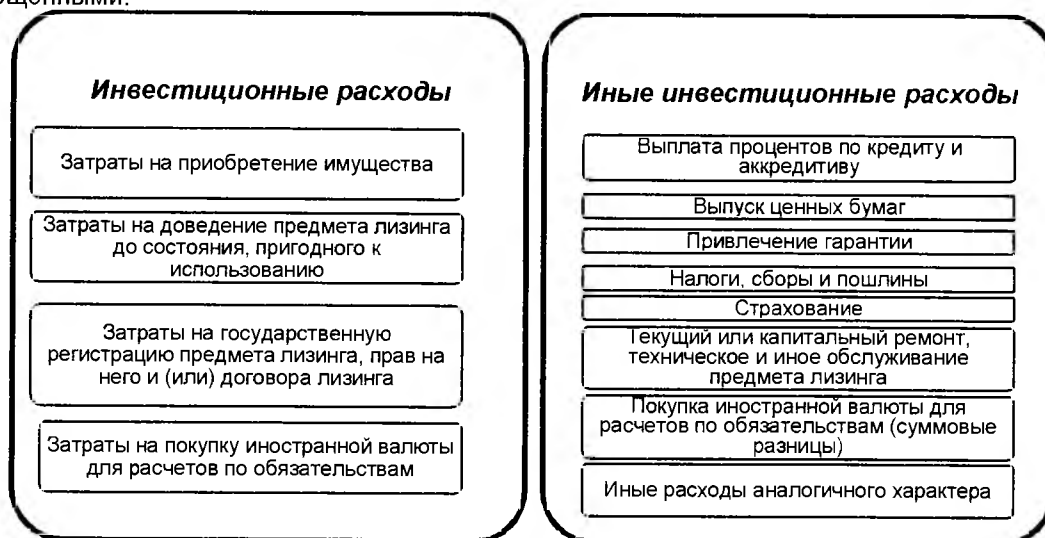 ощенными.
Инвестиционные расходы
Затраты на приобретение имущества
Затраты на доведение предмета лизинга
до состояния, пригодного к
использованию
Затраты на государственную
регистрацию предмета лизинга, прав на
него и (или) договора лизинга
Затраты на покупку иностранной валюты
для расчетов по обязательствам
Иные инвестиционные расходы
Выплата процентов по кредиту и
аккредитиву
Выпуск ценных бумаг
Привлечение гарантии
Налоги, сборы и пошлины
Страхование
Текущий или капитальный ремонт,
техническое и иное обслуживание
предмета лизинга
Покупка иностранной валюты для
расчетов по обязательствам (суммовые
разницы)
Иные расходы аналогичного характера